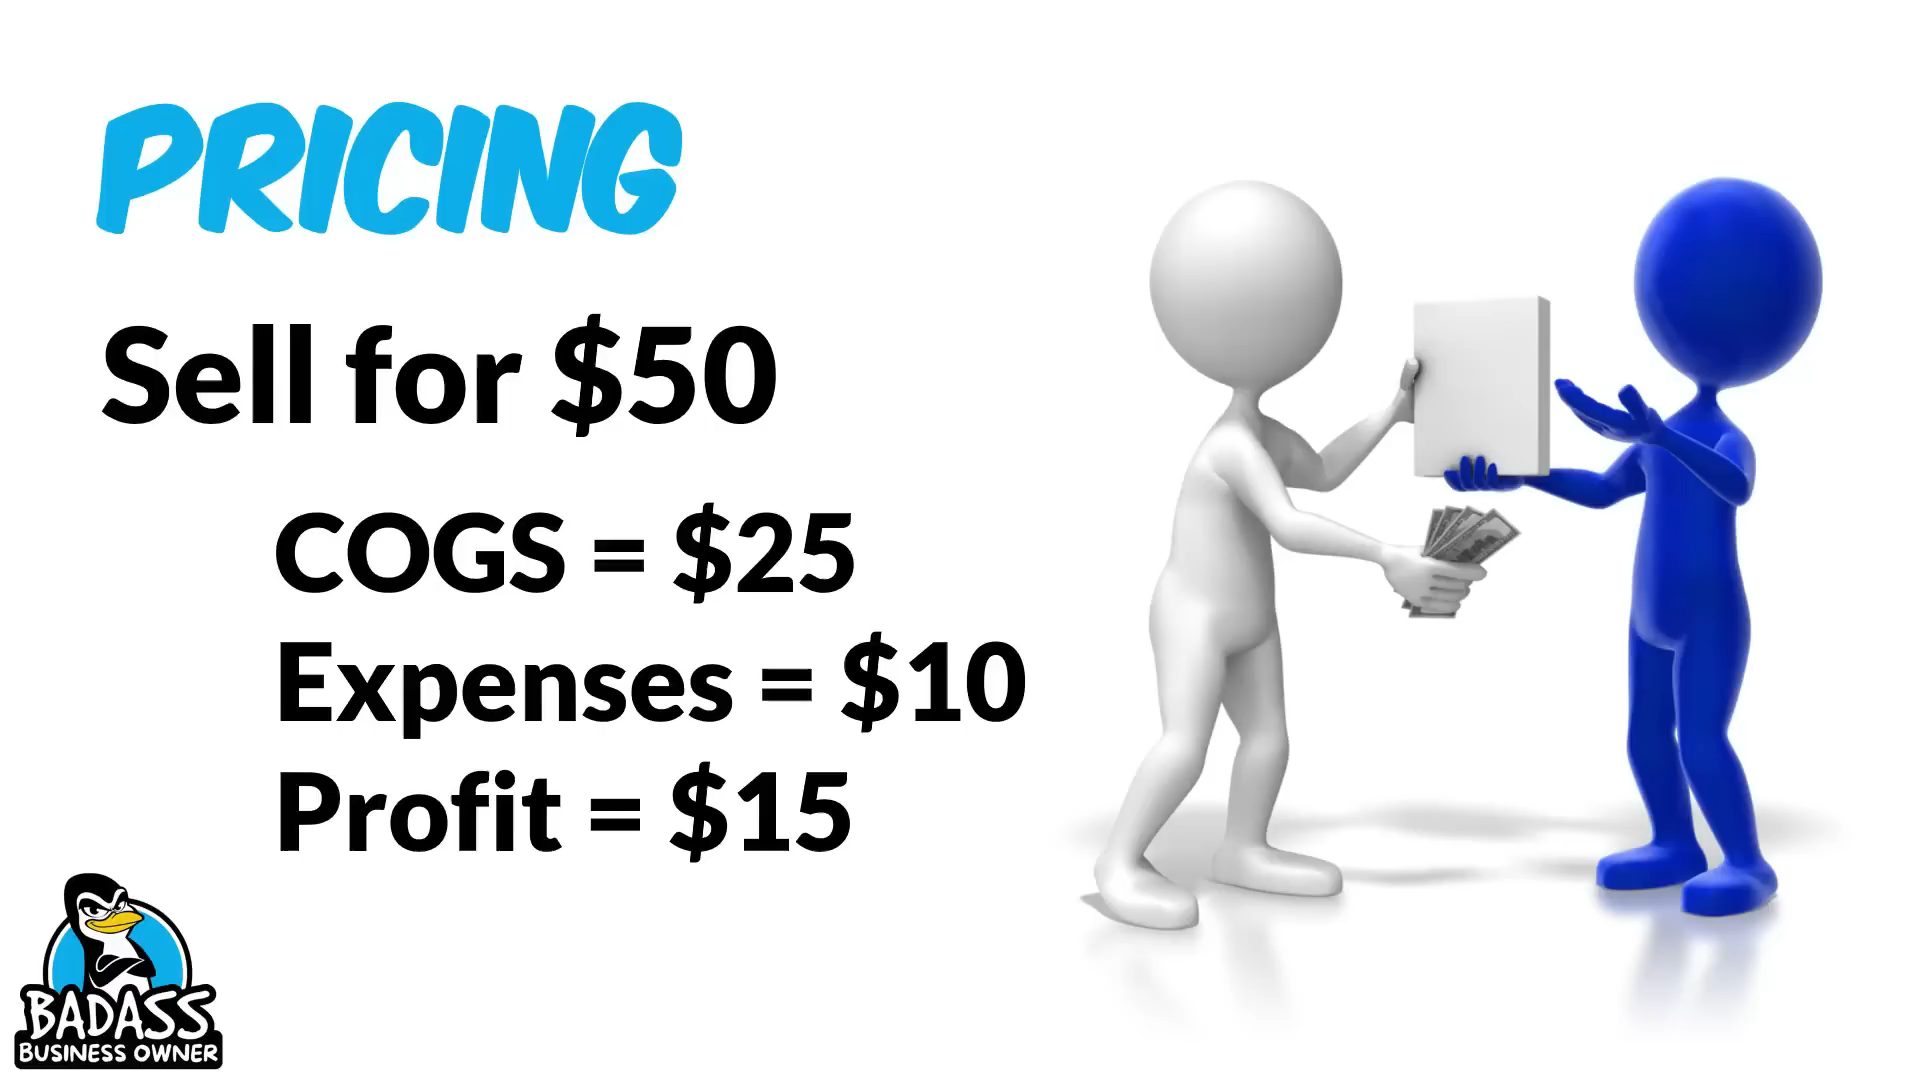 PRICING
Sell for $50
COGS = $25
Expenses = $10
Profit = $15
BADASS
BUSINESS OWNER